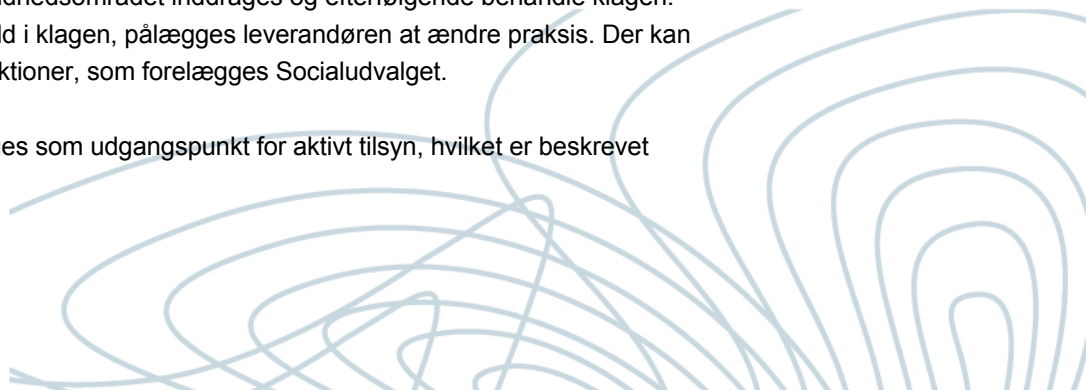 dhedsområdet inddrages og efterfølgende behandle klagen.
ld i klagen, pålægges leverandøren at ændre praksis. Der kan
ktioner, som forelægges Socialudvalget.
es som udgangspunkt for aktivt tilsyn, hvilket er beskrevet